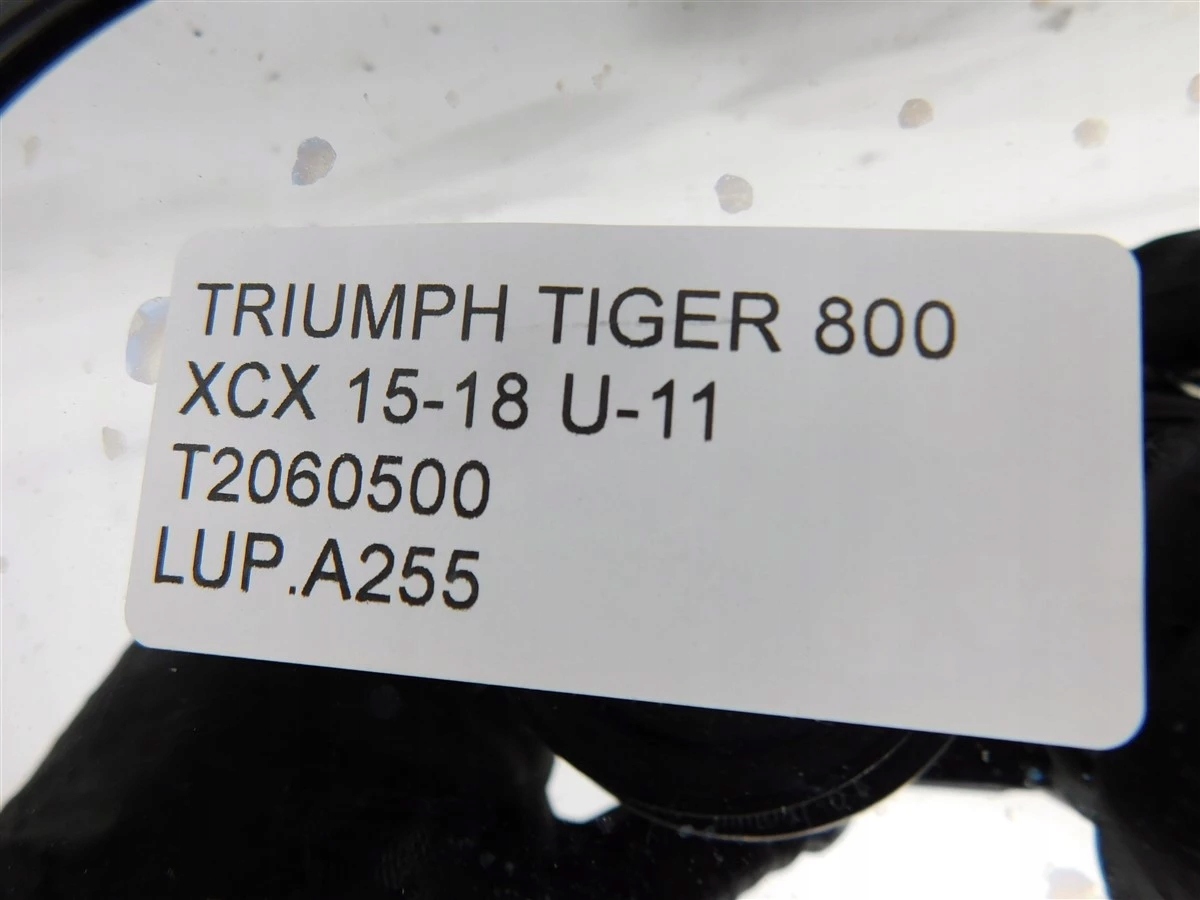 TRIUMPH TIGER 800
XCX 15-18 U-11
T2060500
LUP.A255